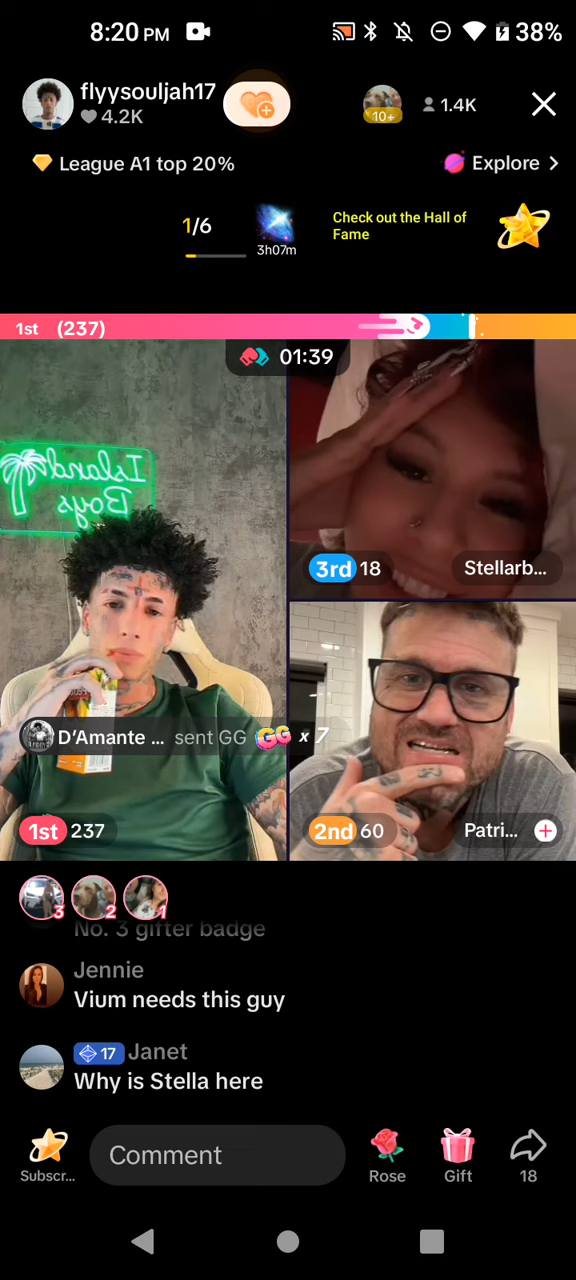 8:20 PM
38%
flyysouljah17
4.2K
10+
1.4K
League A1 top 20%
Explore >
1/6
3h07m
Check out the Hall of
Fame
1st (237)
01:39
Island
Boys
3rd 18
Stellarb...
D'Amante ... sent GG GG x 7
1st 237
2nd 60
Patri...
3
2
1
No. 3 gifter badge
Jennie
Vium needs this guy
17 Janet
Why is Stella here
Subscr...
Comment
Rose
Gift
18